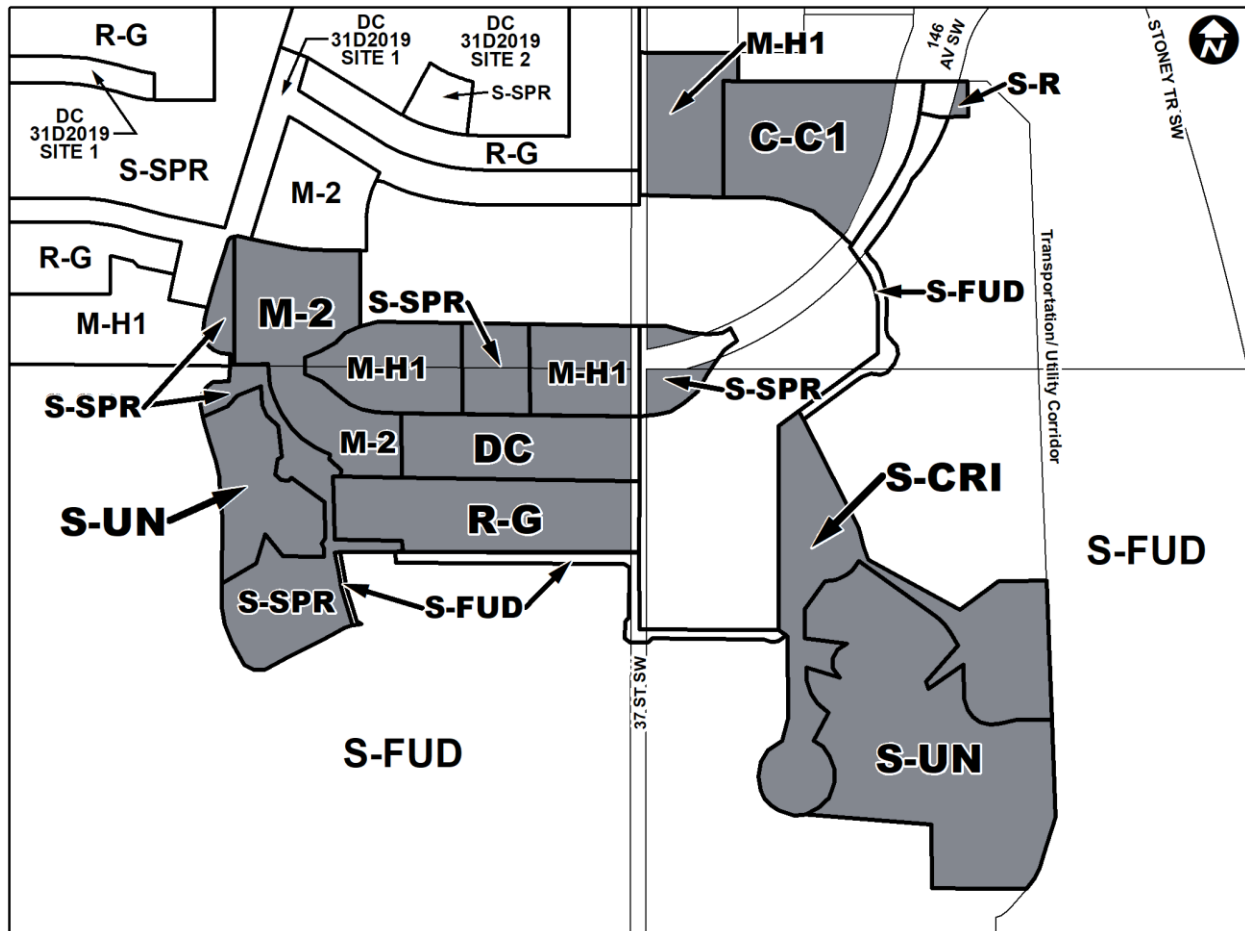 R-G
DC
31D2019
SITE 1
DC
31D2019
SITE 2
S-SPR
M-H1
146
AV SW
STONEY TR SW
N
S-R
DC
31D2019
SITE 1
S-SPR
R-G
C-C1
M-2
R-G
M-H1
M-2
S-SPR
S-FUD
Transportation/ Utility Corridor
M-H1
M-H1
S-SPR
S-SPR
M-2
DC
S-CRI
S-UN
R-G
S-FUD
S-SPR
S-FUD
37 ST SW
S-FUD
S-UN